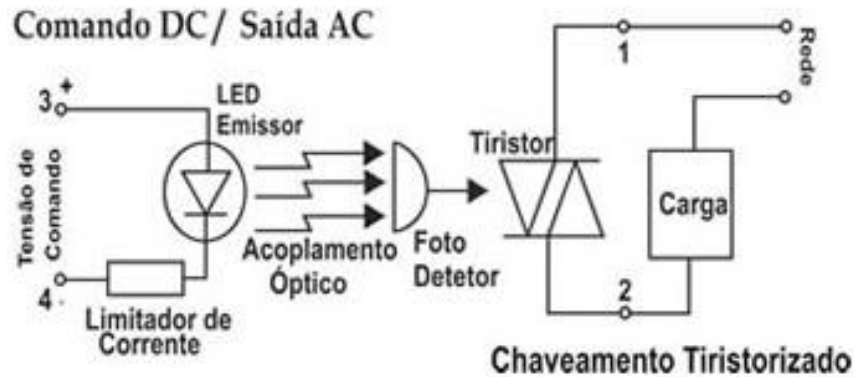 Comando DC/ Saída AC
3 +
LED
Emissor
Tensão de
Comando
4 -
Limitador de
Corrente
Acoplamento
Óptico
Foto
Detetor
Tiristor
1
Rede
Carga
2
Chaveamento Tiristorizado